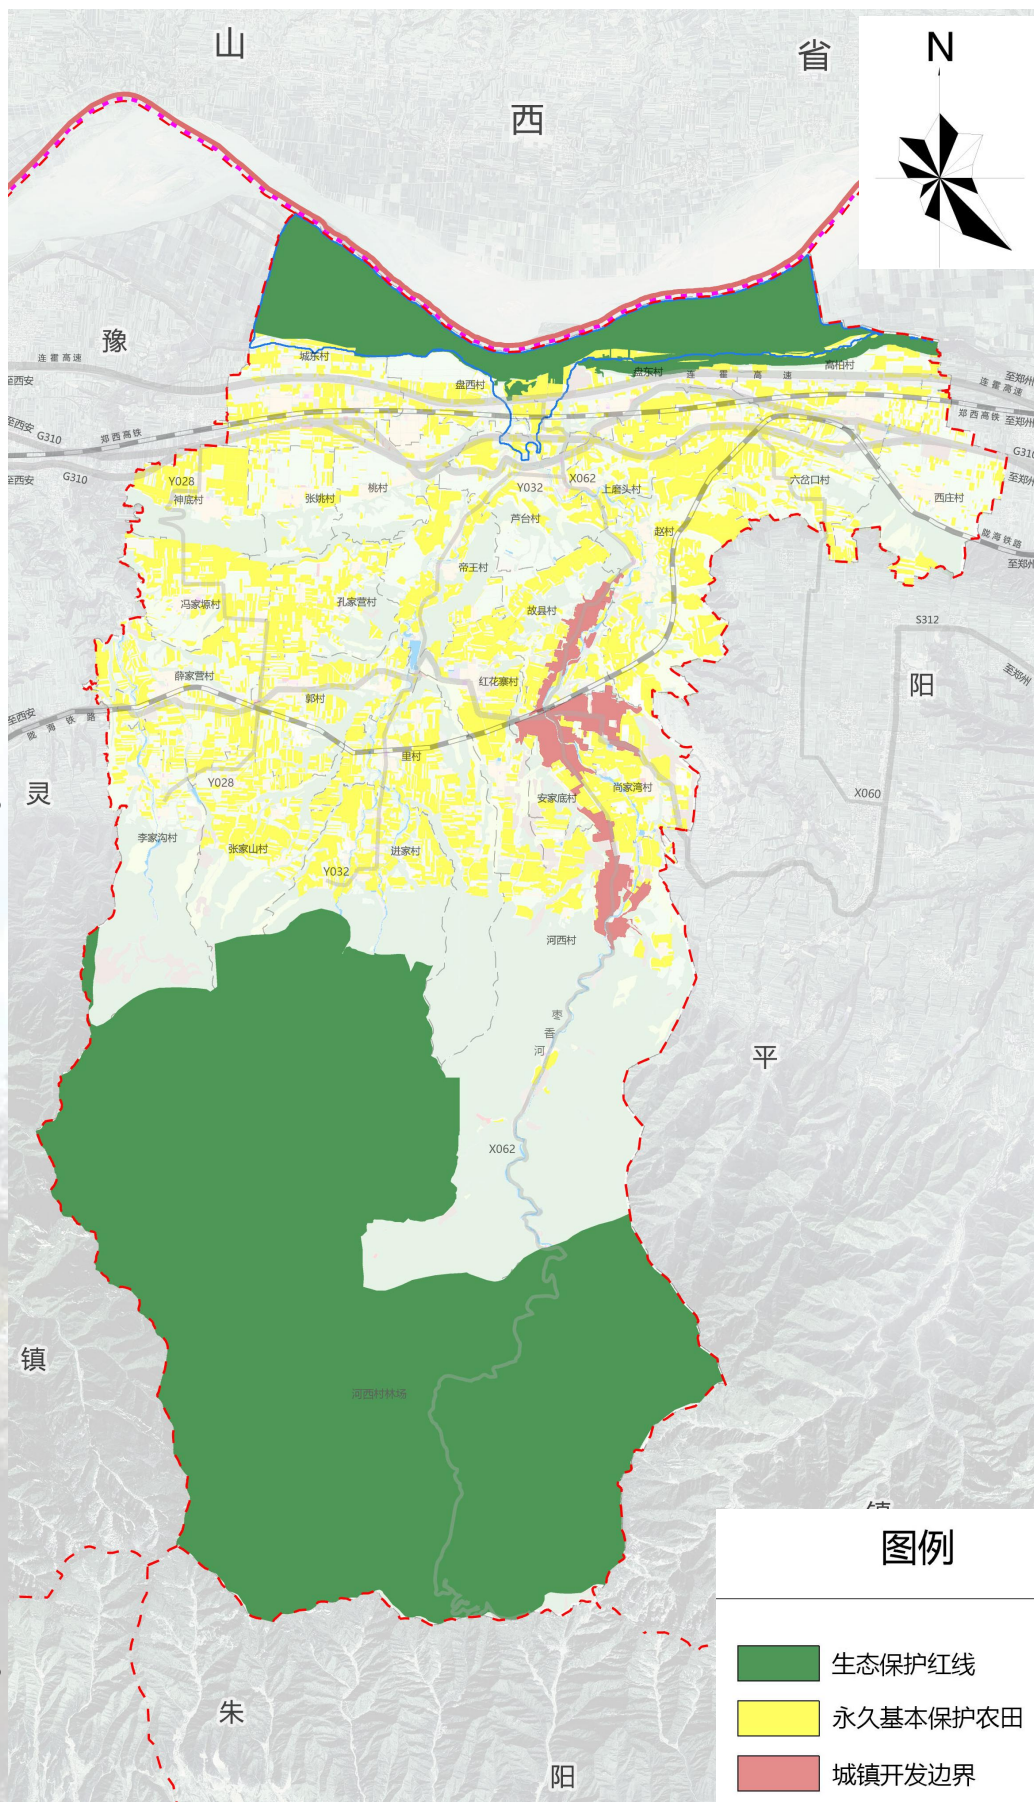 山
省
西
N
豫
连霍高速
至西安
城东村
盘西村
盘东村
连霍高速
高柏村
至郑州
连霍高速
至西安
G310
郑西高铁
郑西高铁
至郑州
G310
至西安
G310
Y028
神底村
张姚村
桃村
Y032
X062
上磨头村
六岔口村
西庄村
至郑州
芦台村
赵村
陇海铁路
至郑州
帝王村
冯家塬村
孔家营村
故县村
S312
至郑州
薛家营村
郭村
红花寨村
阳
至西安
陇海铁路
里村
灵
Y028
安家底村
尚家湾村
X060
李家沟村
张家山村
Y032
进家村
河西村
枣香河
平
X062
镇
河西村林场
镇
图例
生态保护红线
永久基本保护农田
城镇开发边界
朱
阳